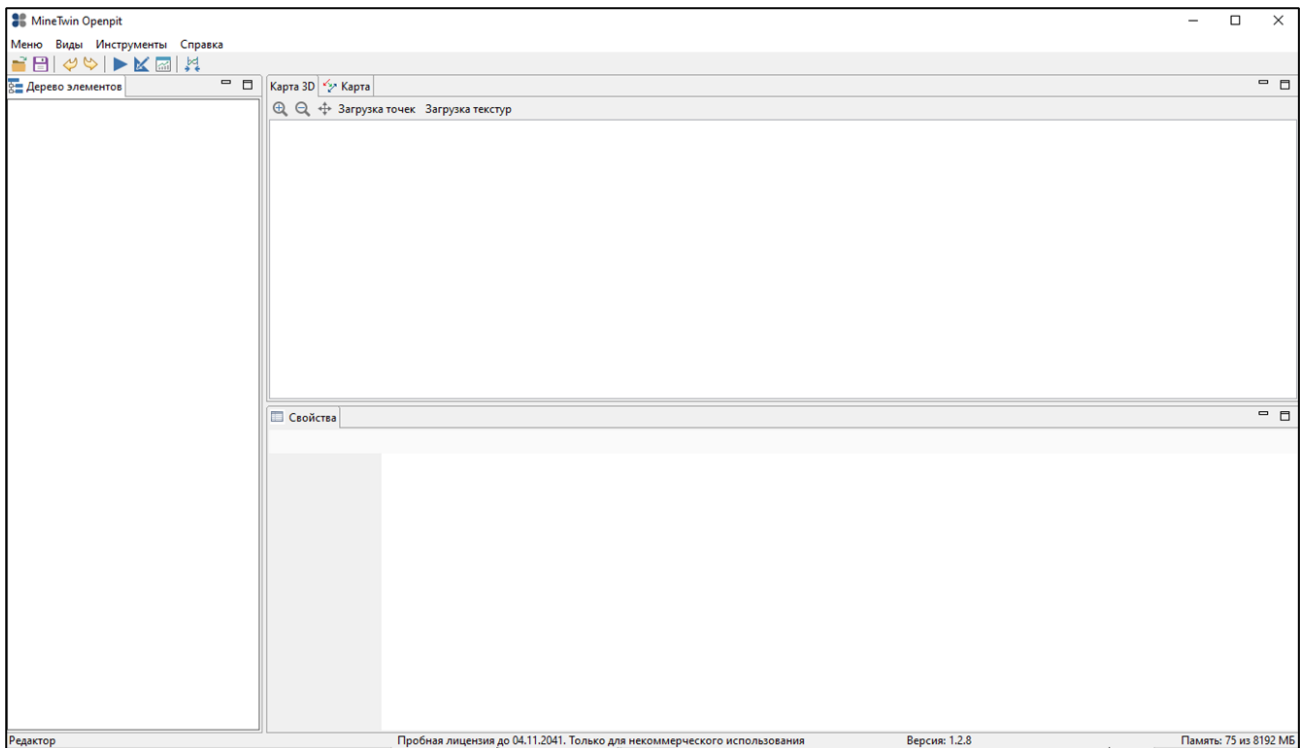 MineTwin Openpit
Меню Виды Инструменты Справка
Дерево элементов
Карта 3D Карта
Загрузка точек Загрузка текстур
Свойства
Редактор Пробная лицензия до 04.11.2041. Только для некоммерческого использования Версия: 1.2.8 Память: 75 из 8192 МБ